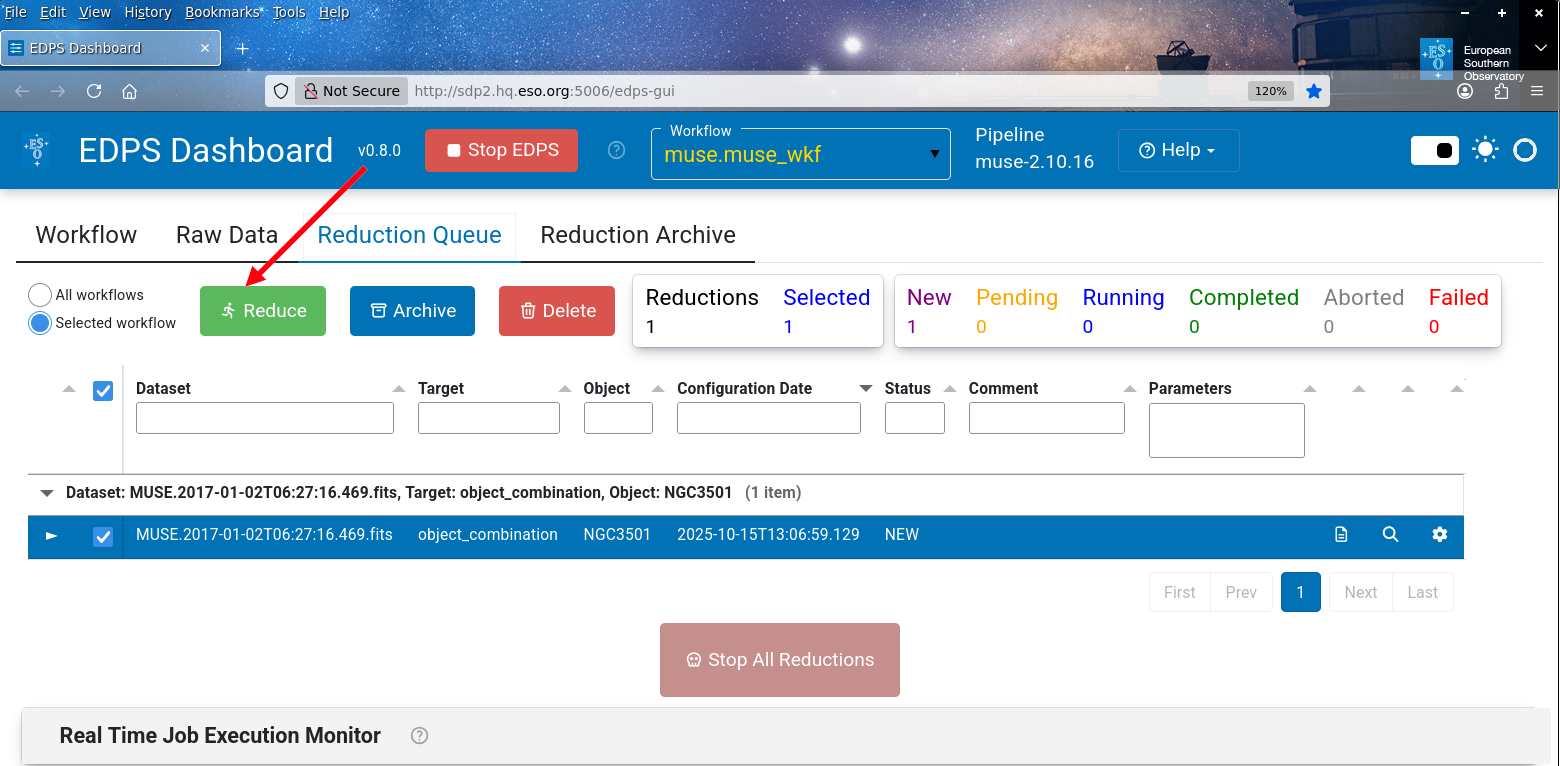 File Edit View History Bookmarks Tools Help
EDPS Dashboard
European
Southern
Observatory
Not Secure http://sdp2.hq.eso.org:5006/edps-gui 120%
EDPS Dashboard v0.8.0 Stop EDPS
Workflow
muse.muse_wkf
Pipeline
muse-2.10.16
Help
Workflow Raw Data Reduction Queue Reduction Archive
All workflows
Selected workflow
Reduce Archive Delete
Reductions Selected New Pending Running Completed Aborted Failed
1 1 1 0 0 0 0 0
Dataset Target Object Configuration Date Status Comment Parameters
Dataset: MUSE.2017-01-02T06:27:16.469.fits, Target: object_combination, Object: NGC3501 (1 item)
MUSE.2017-01-02T06:27:16.469.fits object_combination NGC3501 2025-10-15T13:06:59.129 NEW
First Prev 1 Next Last
Stop All Reductions
Real Time Job Execution Monitor